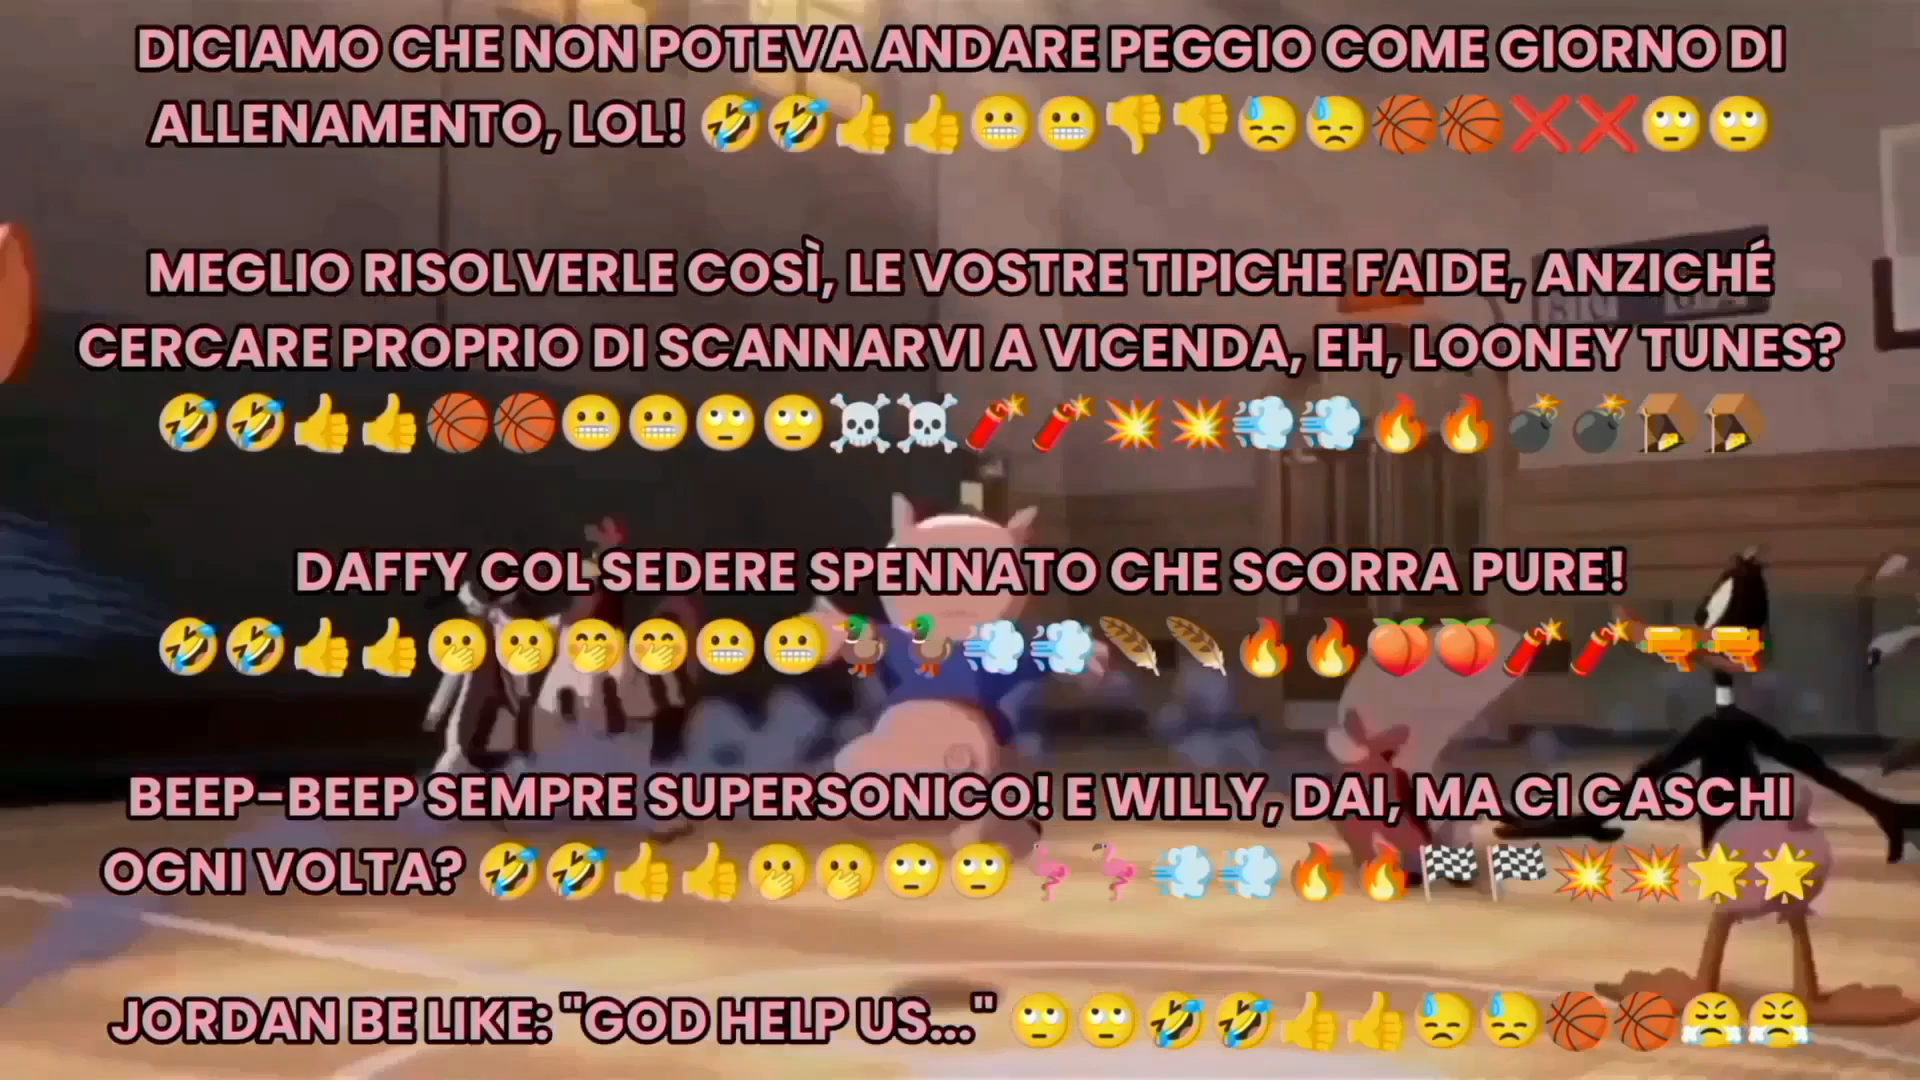 DICIAMO CHE NON POTEVA ANDARE PEGGIO COME GIORNO DI
ALLENAMENTO, LOL! 🤣🤣👍👍😬😬👎👎😓😓🏀🏀❌❌🙄🙄
MEGLIO RISOLVERLE COSÌ, LE VOSTRE TIPICHE FAIDE, ANZICHÉ
CERCARE PROPRIO DI SCANNARVI A VICENDA, EH, LOONEY TUNES?
🤣🤣👍👍🏀🏀😬😬🙄🙄☠️☠️🧨🧨💥💥💨💨🔥🔥💣💣🪤🪤
DAFFY COL SEDERE SPENNATO CHE SCORRA PURE!
🤣🤣👍👍🫢🫢🤭🤭😬😬🦆🦆💨💨🪶🪶🔥🔥🍑🍑🧨🧨🔫🔫
BEEP-BEEP SEMPRE SUPERSONICO! E WILLY, DAI, MA CI CASCHI
OGNI VOLTA? 🤣🤣👍👍🫢🫢🙄🙄🦩🦩💨💨🔥🔥🏁🏁💥💥🌟🌟
JORDAN BE LIKE: "GOD HELP US..." 🙄🙄🤣🤣👍👍😓😓🏀🏀😤😤